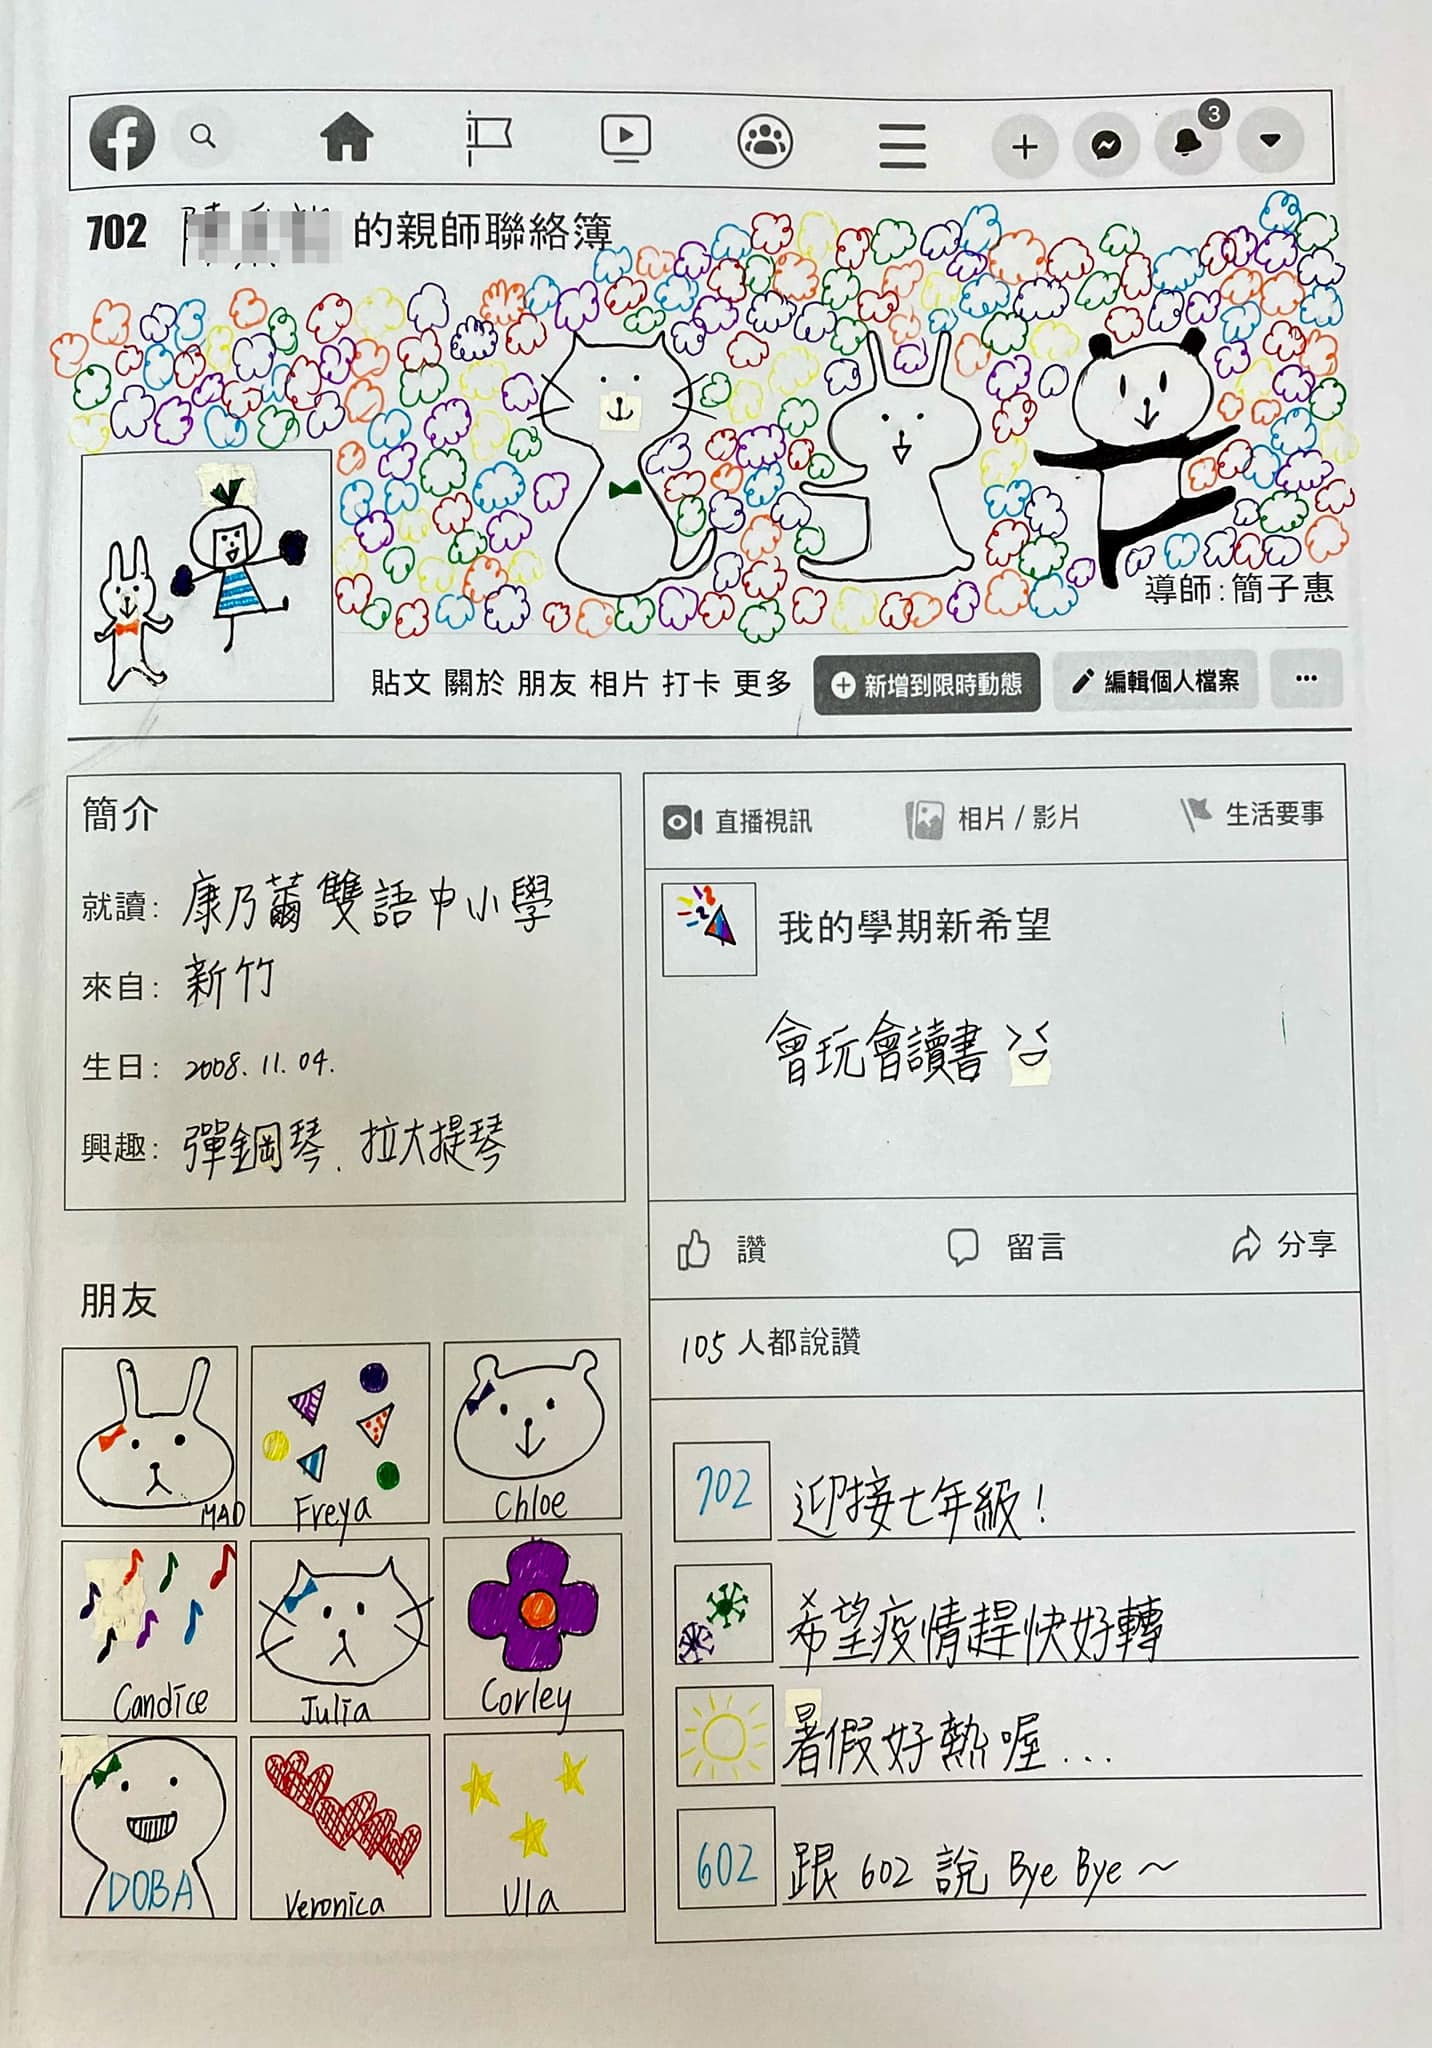 3
702 的親師聯絡簿
導師：簡子惠
貼文 關於 朋友 相片 打卡 更多 新增到限時動態 編輯個人檔案
簡介
就讀：康乃薾雙語中小學
來自：新竹
生日：2008.11.04.
興趣：彈鋼琴、拉大提琴
朋友
MAD Freya Chloe
Candice Julia Corley
DOBA Veronica Ula
直播視訊 相片 / 影片 生活要事
我的學期新希望
會玩會讀書
讚 留言 分享
105 人都說讚
702 迎接七年級！
希望疫情趕快好轉
暑假好熱喔...
602 跟 602 說 Bye Bye～